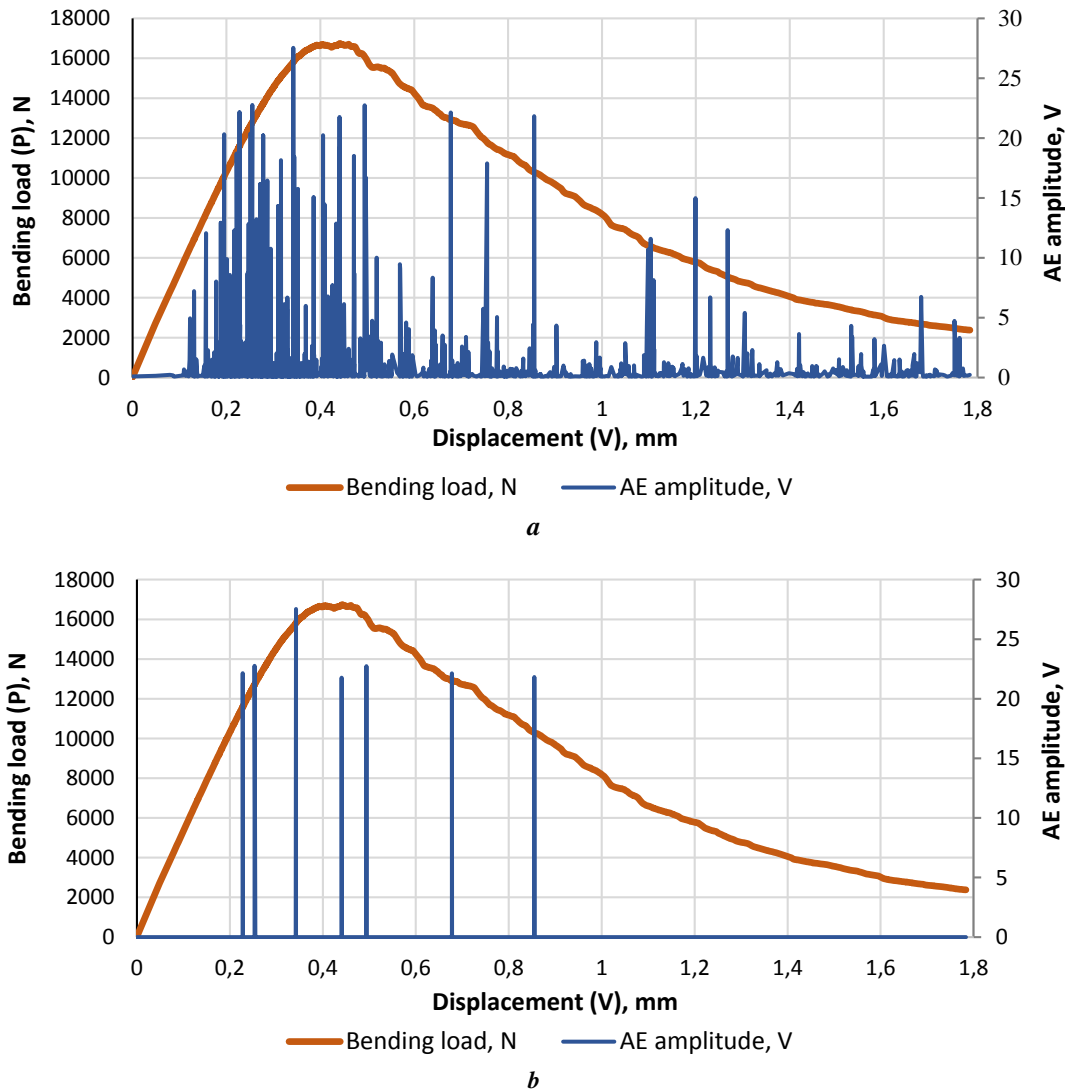 18000
16000
14000
12000
10000
8000
6000
4000
2000
0
Bending load (P), N
30
25
20
15
10
5
0
AE amplitude, V
0 0,2 0,4 0,6 0,8 1 1,2 1,4 1,6 1,8
Displacement (V), mm
Bending load, N AE amplitude, V
a
18000
16000
14000
12000
10000
8000
6000
4000
2000
0
Bending load (P), N
30
25
20
15
10
5
0
AE amplitude, V
0 0,2 0,4 0,6 0,8 1 1,2 1,4 1,6 1,8
Displacement (V), mm
Bending load, N AE amplitude, V
b